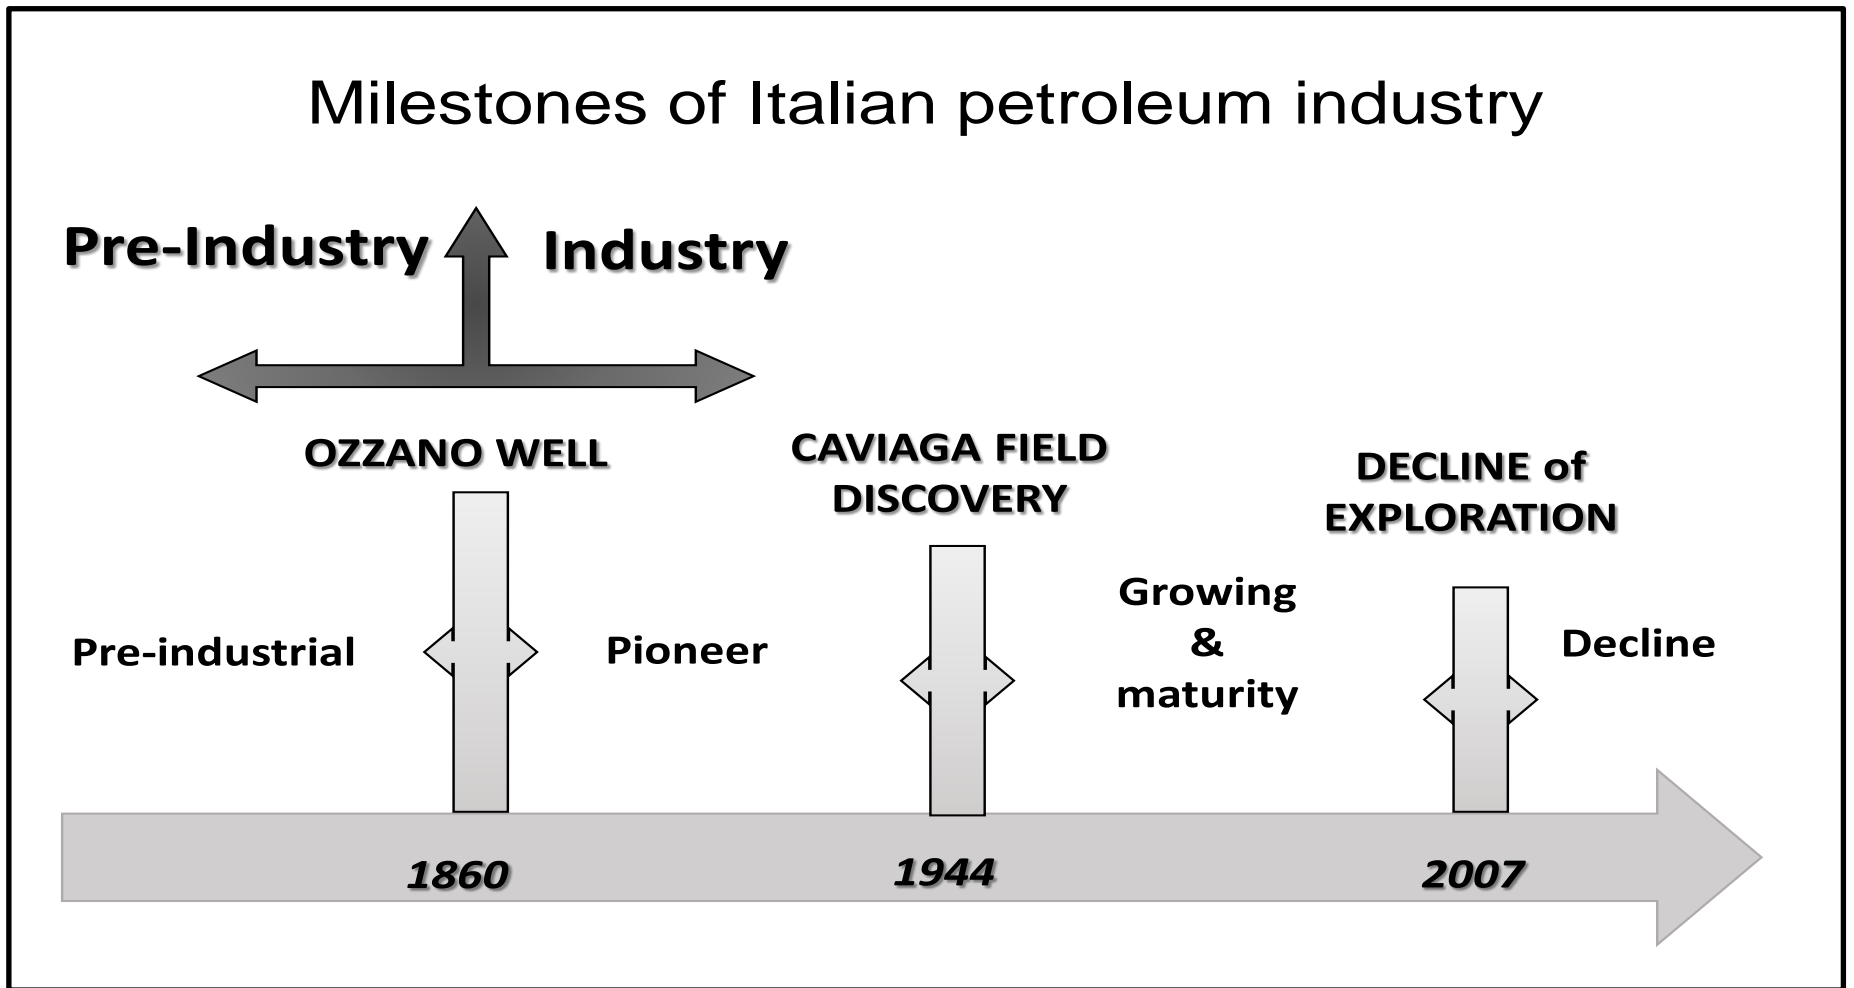 Milestones of Italian petroleum industry
Pre-Industry
Industry
OZZANO WELL
CAVIAGA FIELD
DISCOVERY
DECLINE of
EXPLORATION
Pre-industrial
Pioneer
Growing
&
maturity
Decline
1860
1944
2007